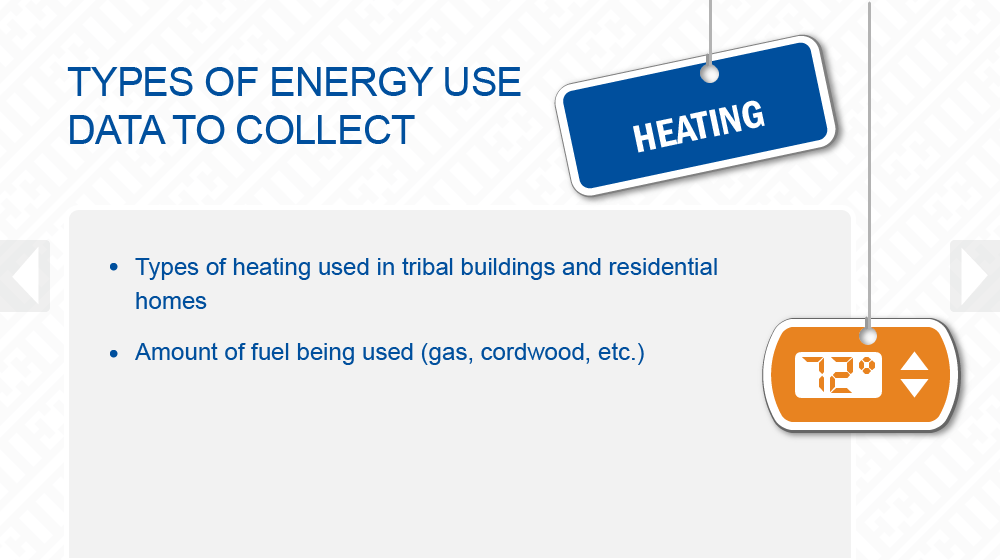 TYPES OF ENERGY USE
DATA TO COLLECT
HEATING
• Types of heating used in tribal buildings and residential
homes
• Amount of fuel being used (gas, cordwood, etc.)
72°